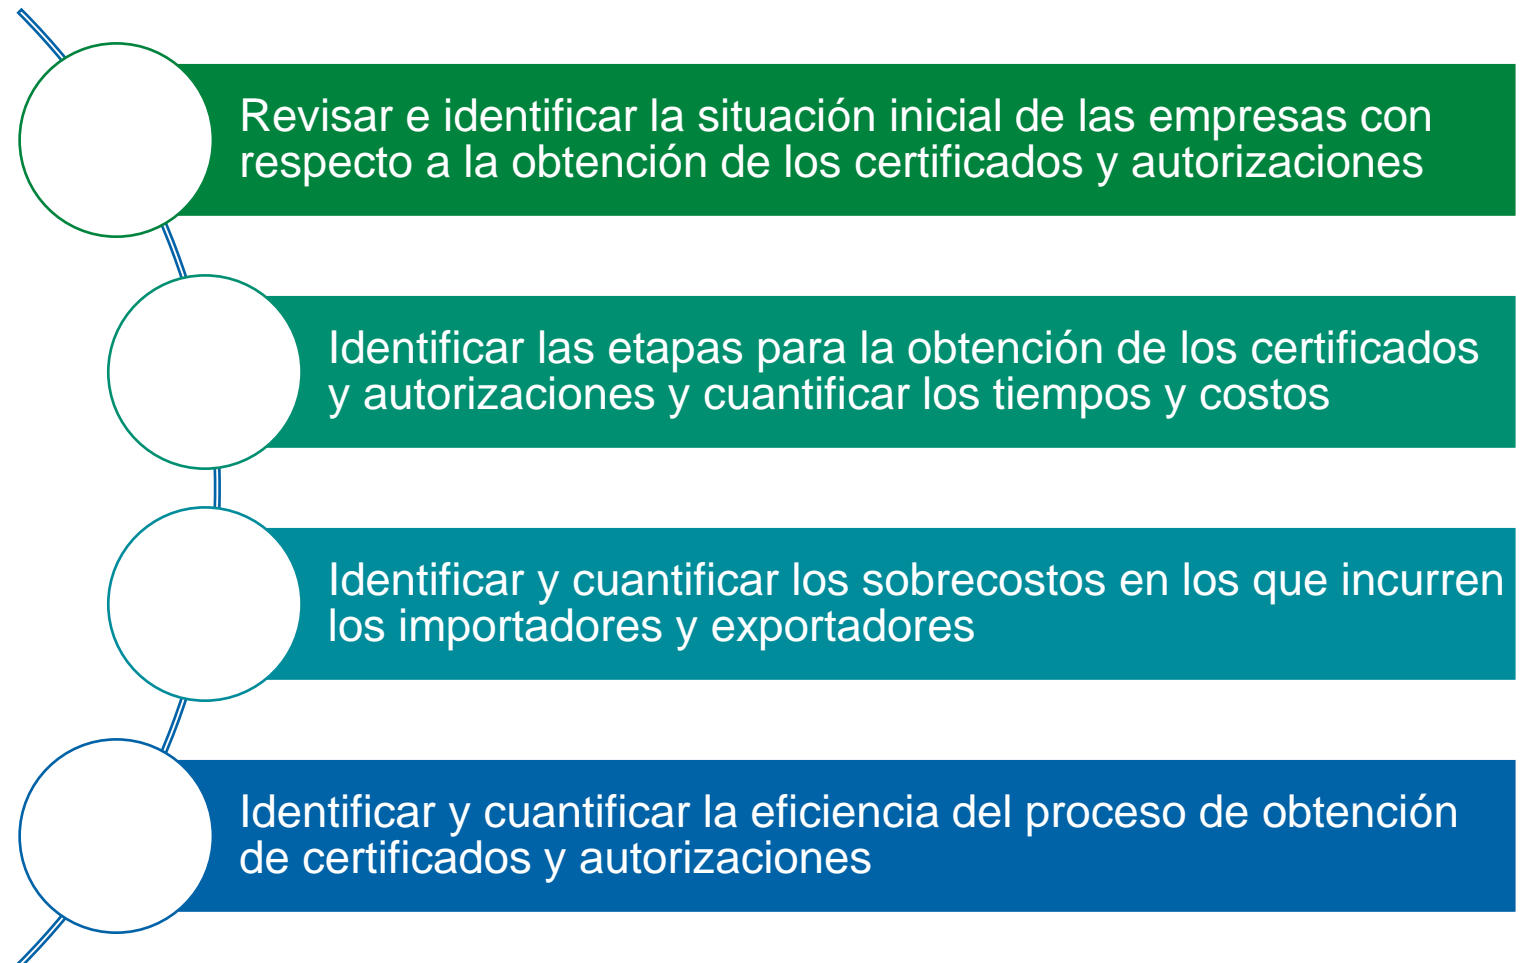 Revisar e identificar la situación inicial de las empresas con
respecto a la obtención de los certificados y autorizaciones
Identificar las etapas para la obtención de los certificados
y autorizaciones y cuantificar los tiempos y costos
Identificar y cuantificar los sobrecostos en los que incurren
los importadores y exportadores
Identificar y cuantificar la eficiencia del proceso de obtención
de certificados y autorizaciones